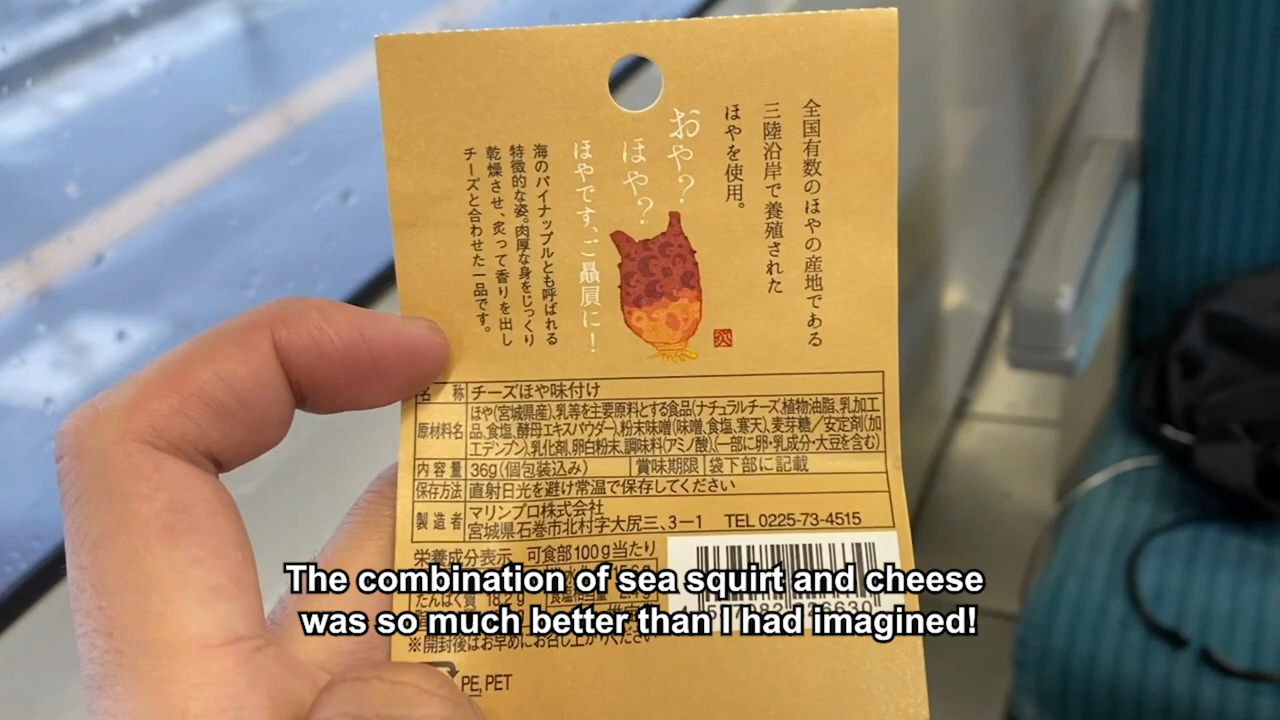 全国有数のほやの産地である
三陸沿岸で養殖された
ほやを使用。
おや?
ほや?
ほやです、ご贔屓に!
海のパイナップルとも呼ばれる
特徴的な姿。肉厚な身をじっくり
乾燥させ、炙って香りを出し
チーズと合わせた一品です。
名 称 チーズほや味付け
原材料名 ほや(宮城県産)、乳等を主要原料とする食品(ナチュラルチーズ、植物油脂、乳加工
品、食塩、酵母エキスパウダー)、粉末味噌(味噌、食塩、寒天)、麦芽糖/安定剤(加
工デンプン)、乳化剤、卵白粉末、調味料(アミノ酸)、(一部に卵・乳成分・大豆を含む)
内容量 36g(個包装込み) 賞味期限 袋下部に記載
保存方法 直射日光を避け常温で保存してください
製造者 マリンプロ株式会社
宮城県石巻市北村字大尻三、3-1 TEL 0225-73-4515
栄養成分表示 可食部100g当たり
たんぱく質 18.2g
The combination of sea squirt and cheese
was so much better than I had imagined!
※開封後はお早めにお召し上がりください
PE, PET